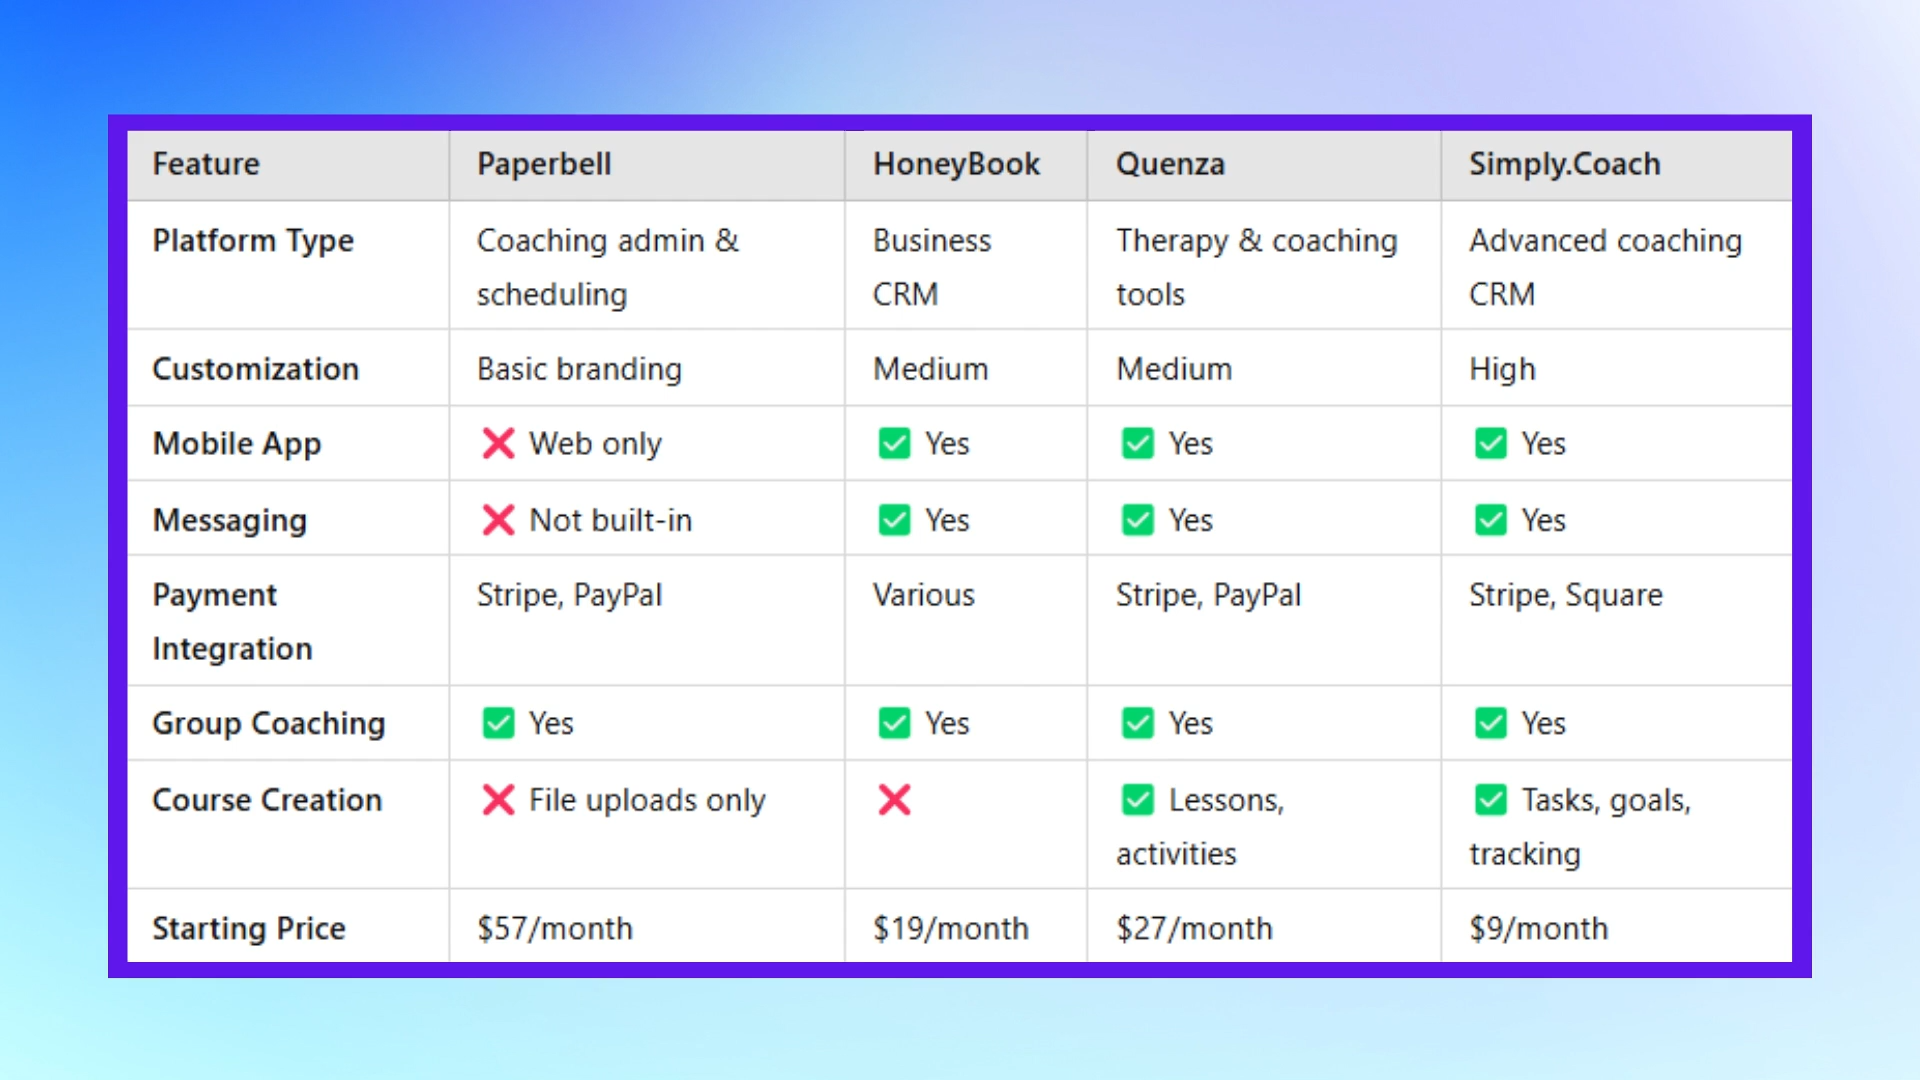 Feature Paperbell HoneyBook Quenza Simply.Coach
Platform Type Coaching admin & Business Therapy & coaching Advanced coaching
scheduling CRM tools CRM
Customization Basic branding Medium Medium High
Mobile App ❌ Web only ✅ Yes ✅ Yes ✅ Yes
Messaging ❌ Not built-in ✅ Yes ✅ Yes ✅ Yes
Payment Stripe, PayPal Various Stripe, PayPal Stripe, Square
Integration
Group Coaching ✅ Yes ✅ Yes ✅ Yes ✅ Yes
Course Creation ❌ File uploads only ❌ ✅ Lessons, ✅ Tasks, goals,
activities tracking
Starting Price $57/month $19/month $27/month $9/month